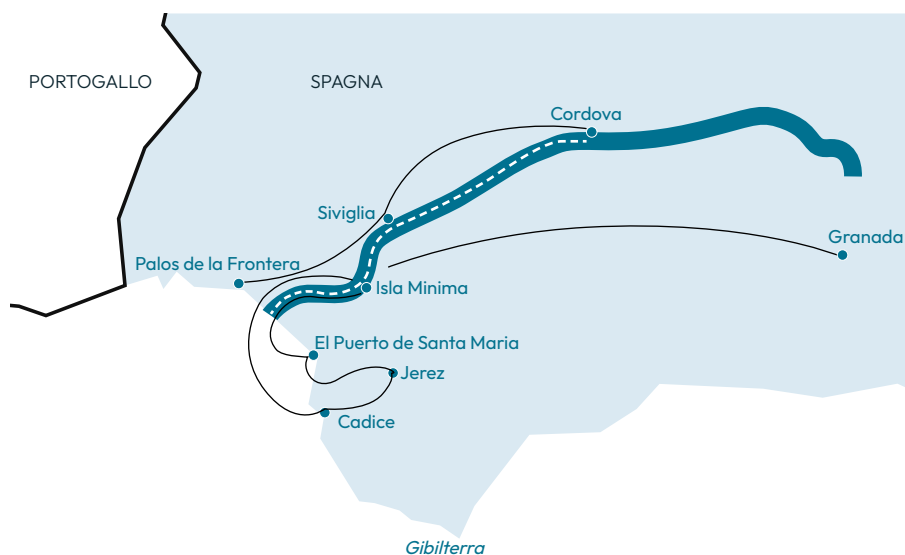 PORTOGALLO
SPAGNA
Cordova
Siviglia
Granada
Palos de la Frontera
Isla Minima
El Puerto de Santa Maria
Jerez
Cadice
Gibilterra